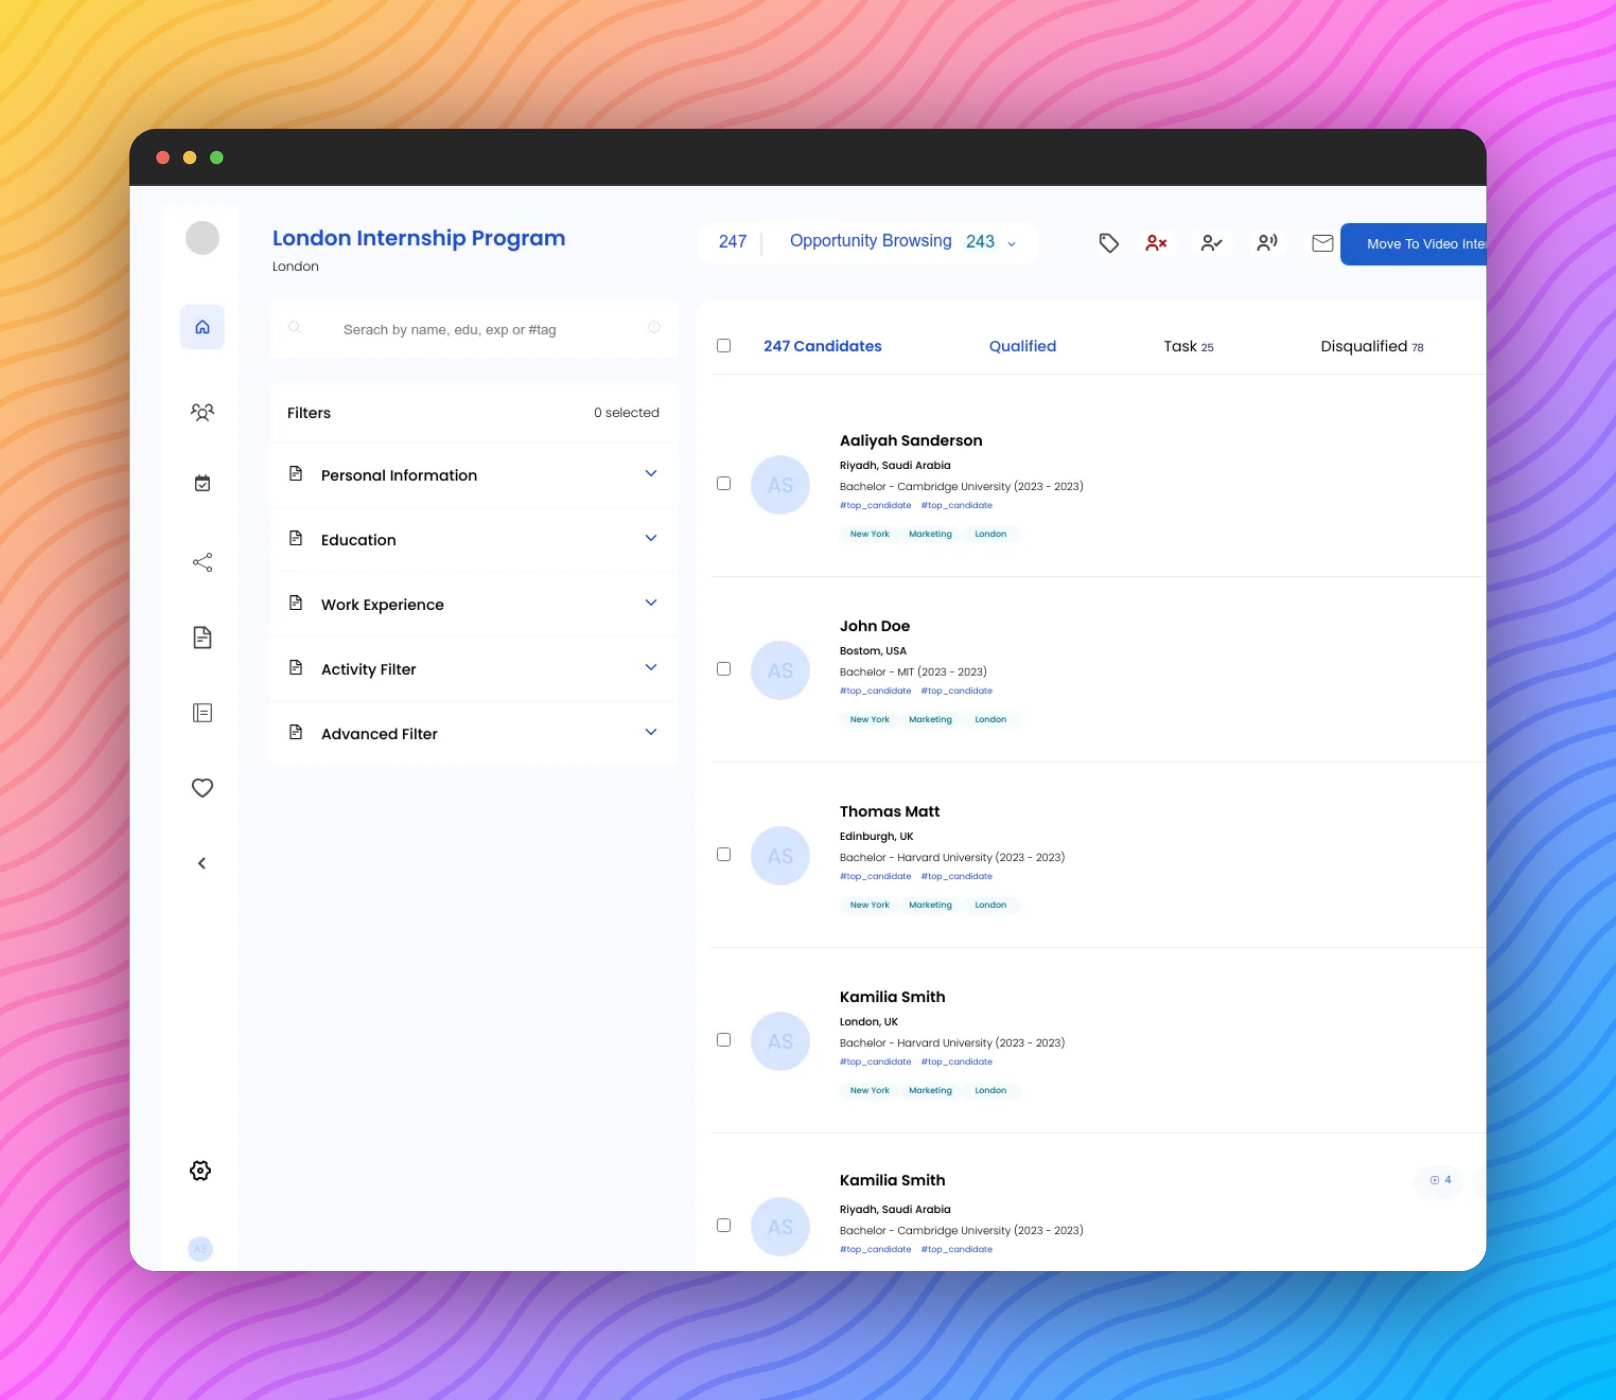 London Internship Program
London
247
Opportunity Browsing 243
Move To Video Inte
Serach by name, edu, exp or #tag
Filters
0 selected
Personal Information
Education
Work Experience
Activity Filter
Advanced Filter
247 Candidates
Qualified
Task 25
Disqualified 78
AS
Aaliyah Sanderson
Riyadh, Saudi Arabia
Bachelor - Cambridge University (2023 - 2023)
#top_candidate #top_candidate
New York Marketing London
AS
John Doe
Bostom, USA
Bachelor - MIT (2023 - 2023)
#top_candidate #top_candidate
New York Marketing London
AS
Thomas Matt
Edinburgh, UK
Bachelor - Harvard University (2023 - 2023)
#top_candidate #top_candidate
New York Marketing London
AS
Kamilia Smith
London, UK
Bachelor - Harvard University (2023 - 2023)
#top_candidate #top_candidate
New York Marketing London
AS
Kamilia Smith
4
Riyadh, Saudi Arabia
Bachelor - Cambridge University (2023 - 2023)
#top_candidate #top_candidate
AS